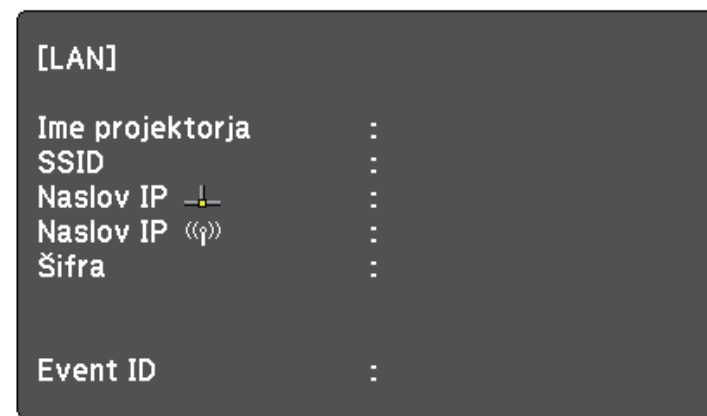 [LAN]
Ime projektorja :
SSID :
Naslov IP :
Naslov IP :
Šifra :
Event ID :